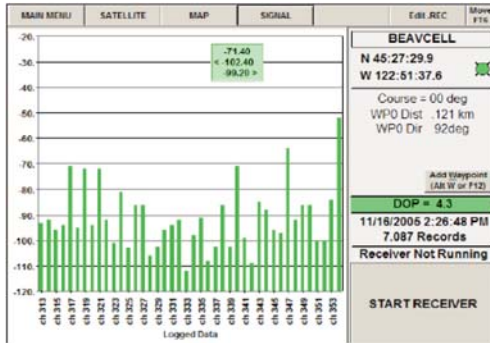 MAIN MENU SATELLITE MAP SIGNAL Edit .REC Move FT6
-20.
-30.
-40.
-50.
-60.
-70.
-80.
-90.
-100.
-110.
-120.
-71.40
< -102.40
-99.20 >
ch 313
ch 315
ch 317
ch 319
ch 321
ch 323
ch 325
ch 327
ch 329
ch 331
ch 333
ch 335
ch 337
ch 339
ch 341
ch 343
ch 345
ch 347
ch 349
ch 351
ch 353
Logged Data
BEAVCELL
N 45:27:29.9
W 122:51:37.6
Course = 00 deg
WP0 Dist .121 km
WP0 Dir 92deg
Add Waypoint
(Alt W or F12)
DOP = 4.3
11/16/2005 2:26:48 PM
7.087 Records
Receiver Not Running
START RECEIVER